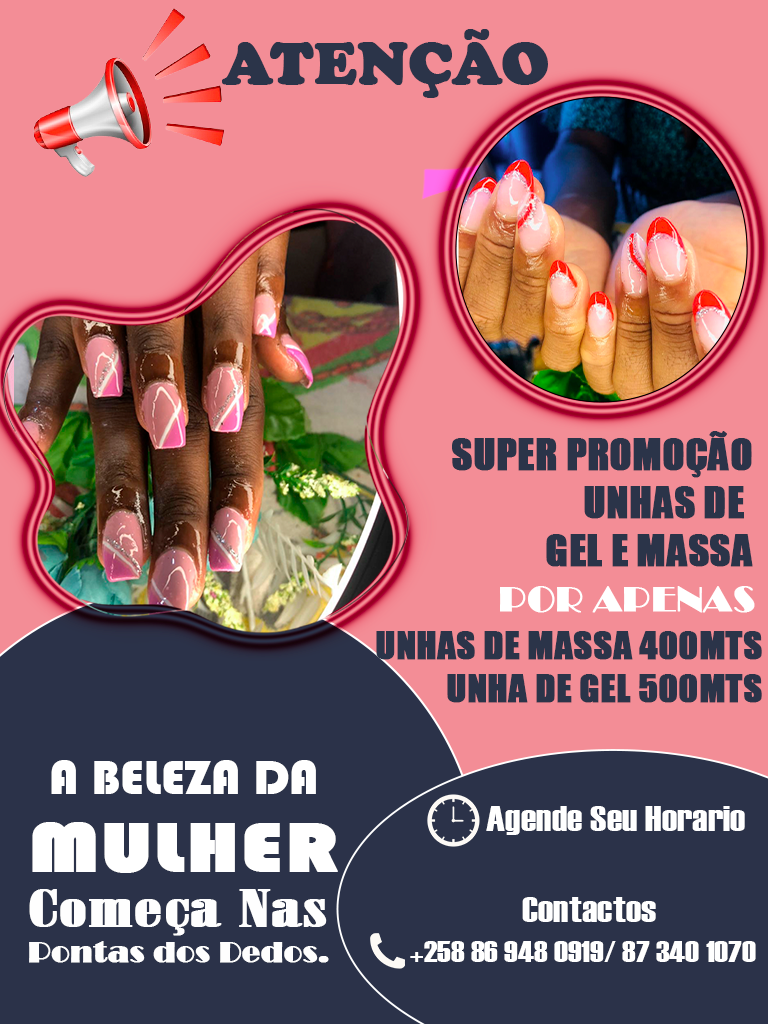 ATENÇÃO
SUPER PROMOÇÃO
UNHAS DE
GEL E MASSA
POR APENAS
UNHAS DE MASSA 400MTS
UNHA DE GEL 500MTS
A BELEZA DA
MULHER
Começa Nas
Pontas dos Dedos.
Agende Seu Horario
Contactos
+258 86 948 0919/ 87 340 1070